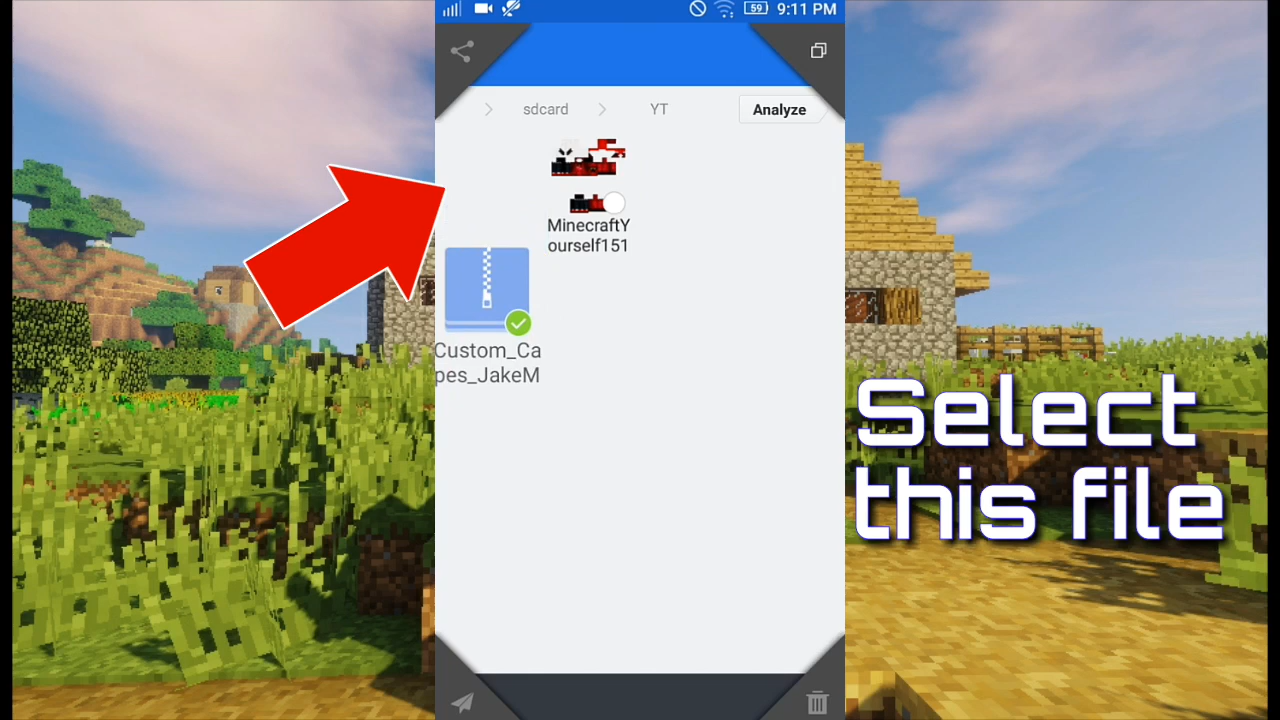 59 9:11 PM
sdcard YT Analyze
MinecraftY
ourself151
Custom_Ca
pes_JakeM
Select
this file